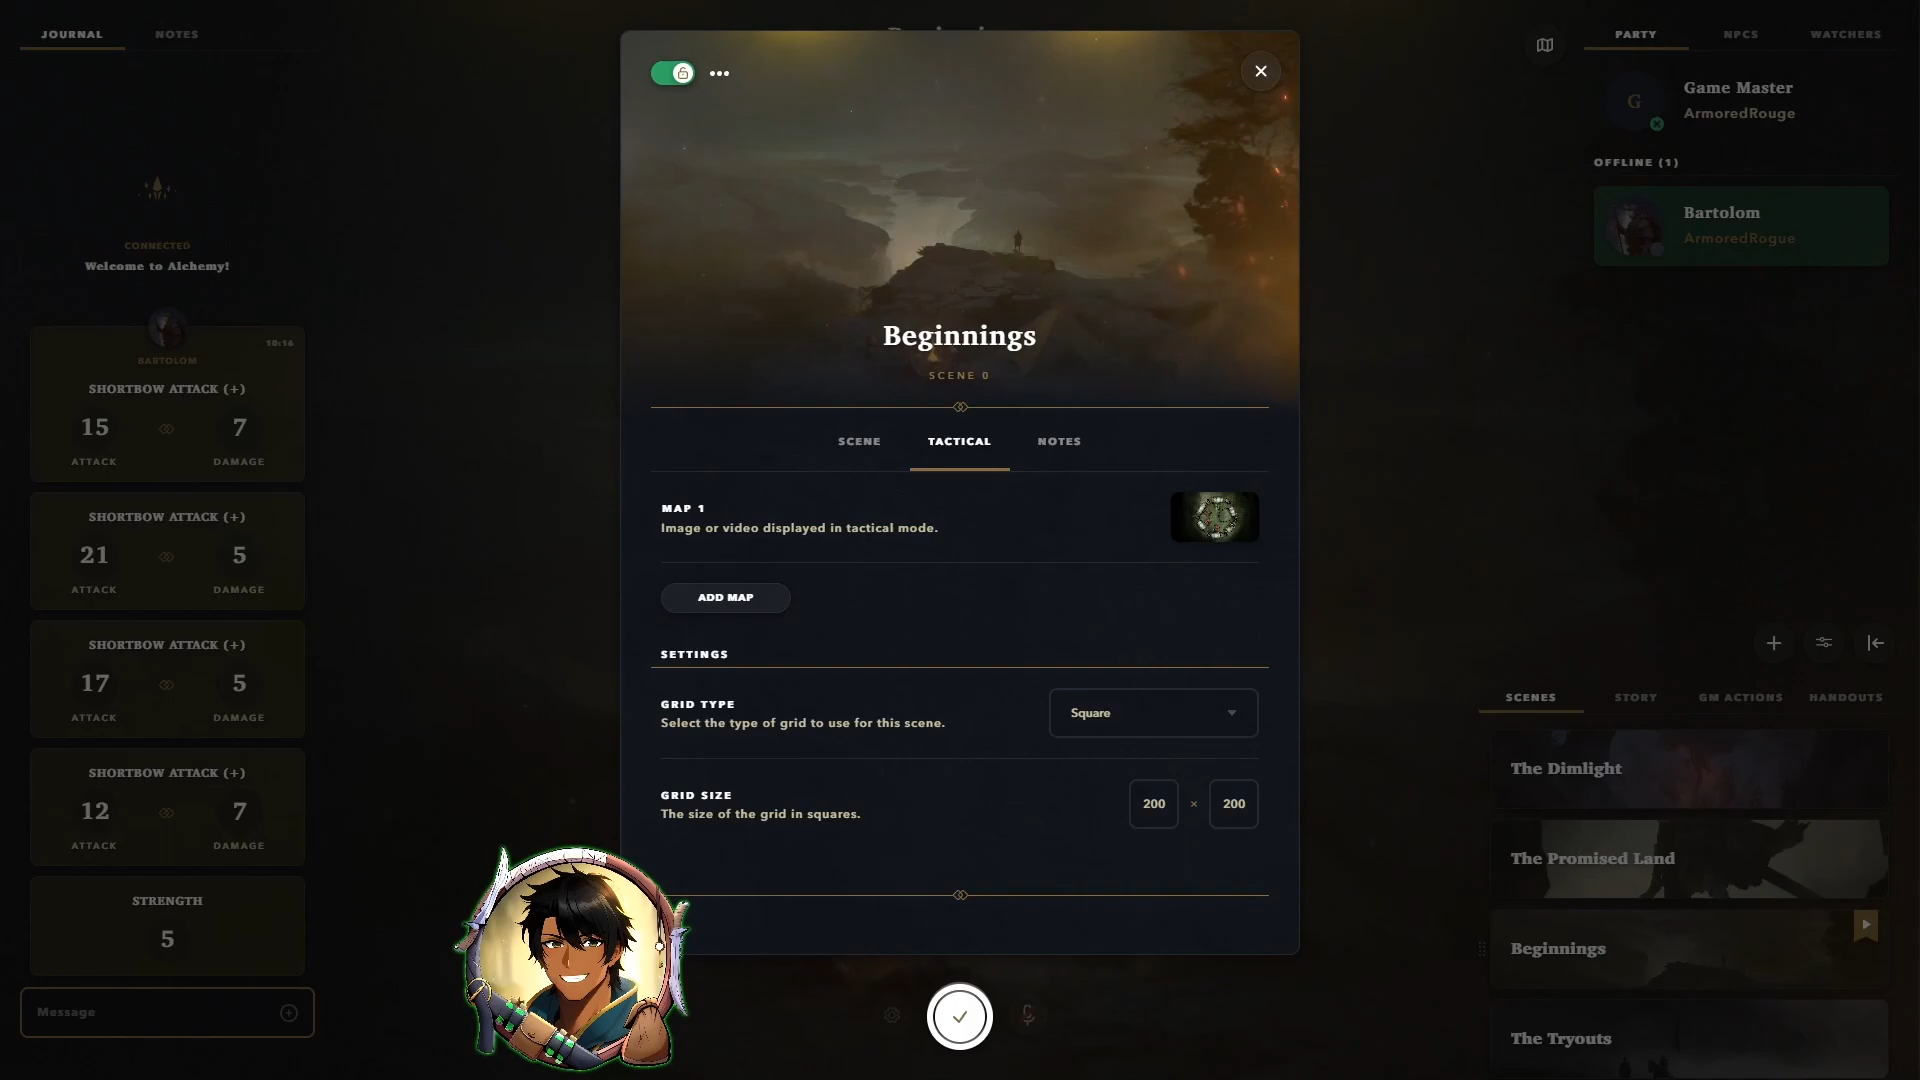 JOURNAL
NOTES
CONNECTED
Welcome to Alchemy!
10:16
BARTOLOM
SHORTBOW ATTACK (+)
15
7
ATTACK
DAMAGE
SHORTBOW ATTACK (+)
21
5
ATTACK
DAMAGE
SHORTBOW ATTACK (+)
17
5
ATTACK
DAMAGE
SHORTBOW ATTACK (+)
12
7
ATTACK
DAMAGE
STRENGTH
5
Message
Beginnings
SCENE 0
SCENE
TACTICAL
NOTES
MAP 1
Image or video displayed in tactical mode.
ADD MAP
SETTINGS
GRID TYPE
Select the type of grid to use for this scene.
Square
GRID SIZE
The size of the grid in squares.
200 × 200
PARTY
NPCS
WATCHERS
G
Game Master
ArmoredRouge
OFFLINE (1)
Bartolom
ArmoredRogue
SCENES
STORY
GM ACTIONS
HANDOUTS
The Dimlight
The Promised Land
Beginnings
The Tryouts